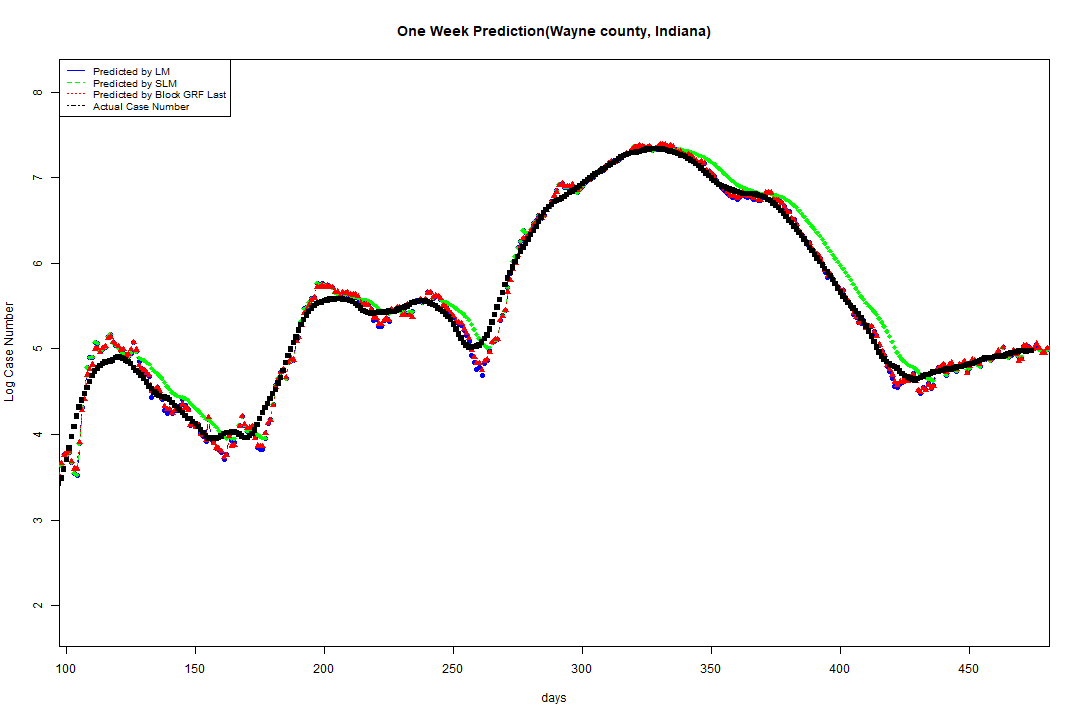 One Week Prediction(Wayne county, Indiana)
Predicted by LM
Predicted by SLM
Predicted by Block GRF Last
Actual Case Number
Log Case Number
8
7
6
5
4
3
2
100 150 200 250 300 350 400 450
days